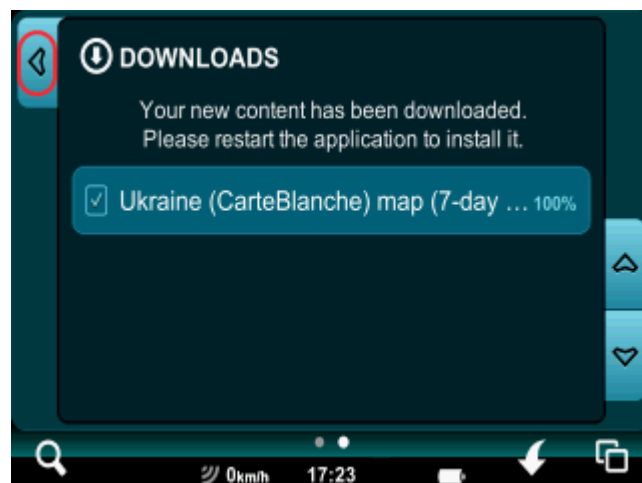 DOWNLOADS
Your new content has been downloaded.
Please restart the application to install it.
Ukraine (CarteBlanche) map (7-day ... 100%
0km/h 17:23